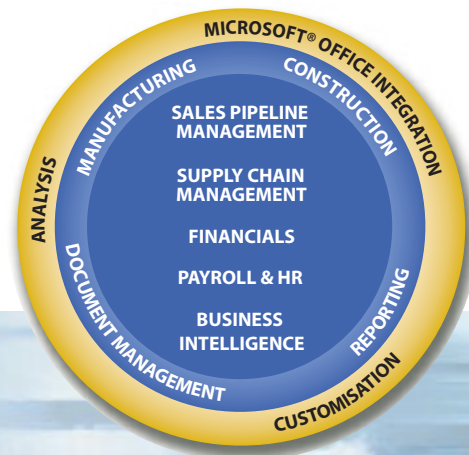 MICROSOFT® OFFICE INTEGRATION
ANALYSIS
CUSTOMISATION
MANUFACTURING
CONSTRUCTION
DOCUMENT MANAGEMENT
REPORTING
SALES PIPELINE
MANAGEMENT
SUPPLY CHAIN
MANAGEMENT
FINANCIALS
PAYROLL & HR
BUSINESS
INTELLIGENCE